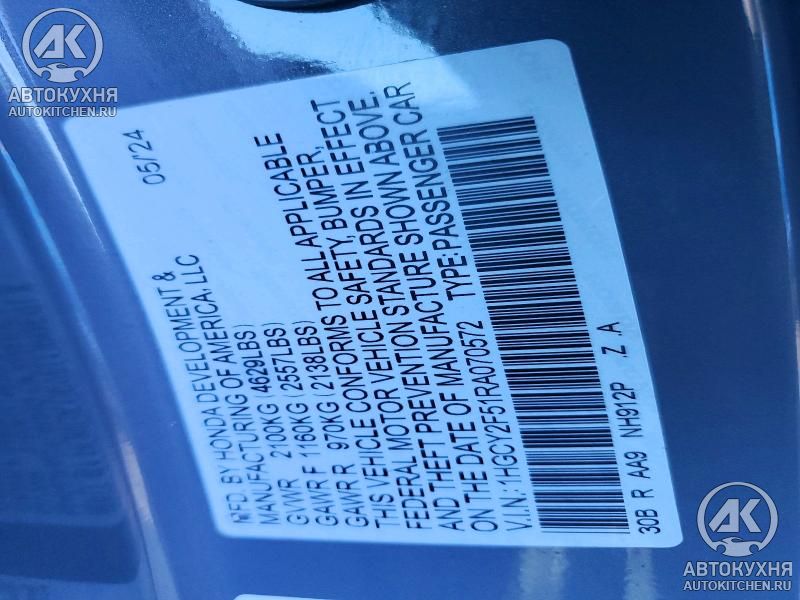 AK
АВТОКУХНЯ
AUTOKITCHEN.RU
MFD. BY HONDA DEVELOPMENT & 05/'24
MANUFACTURING OF AMERICA, LLC
GVWR 2100KG (4629LBS)
GAWR F 1160KG (2557LBS)
GAWR R 970KG (2138LBS)
THIS VEHICLE CONFORMS TO ALL APPLICABLE
FEDERAL MOTOR VEHICLE SAFETY, BUMPER,
AND THEFT PREVENTION STANDARDS IN EFFECT
ON THE DATE OF MANUFACTURE SHOWN ABOVE.
V.I.N.:1HGCY2F51RA070572 TYPE:PASSENGER CAR
30B R AA9 NH912P Z .A
AK
АВТОКУХНЯ
AUTOKITCHEN.RU